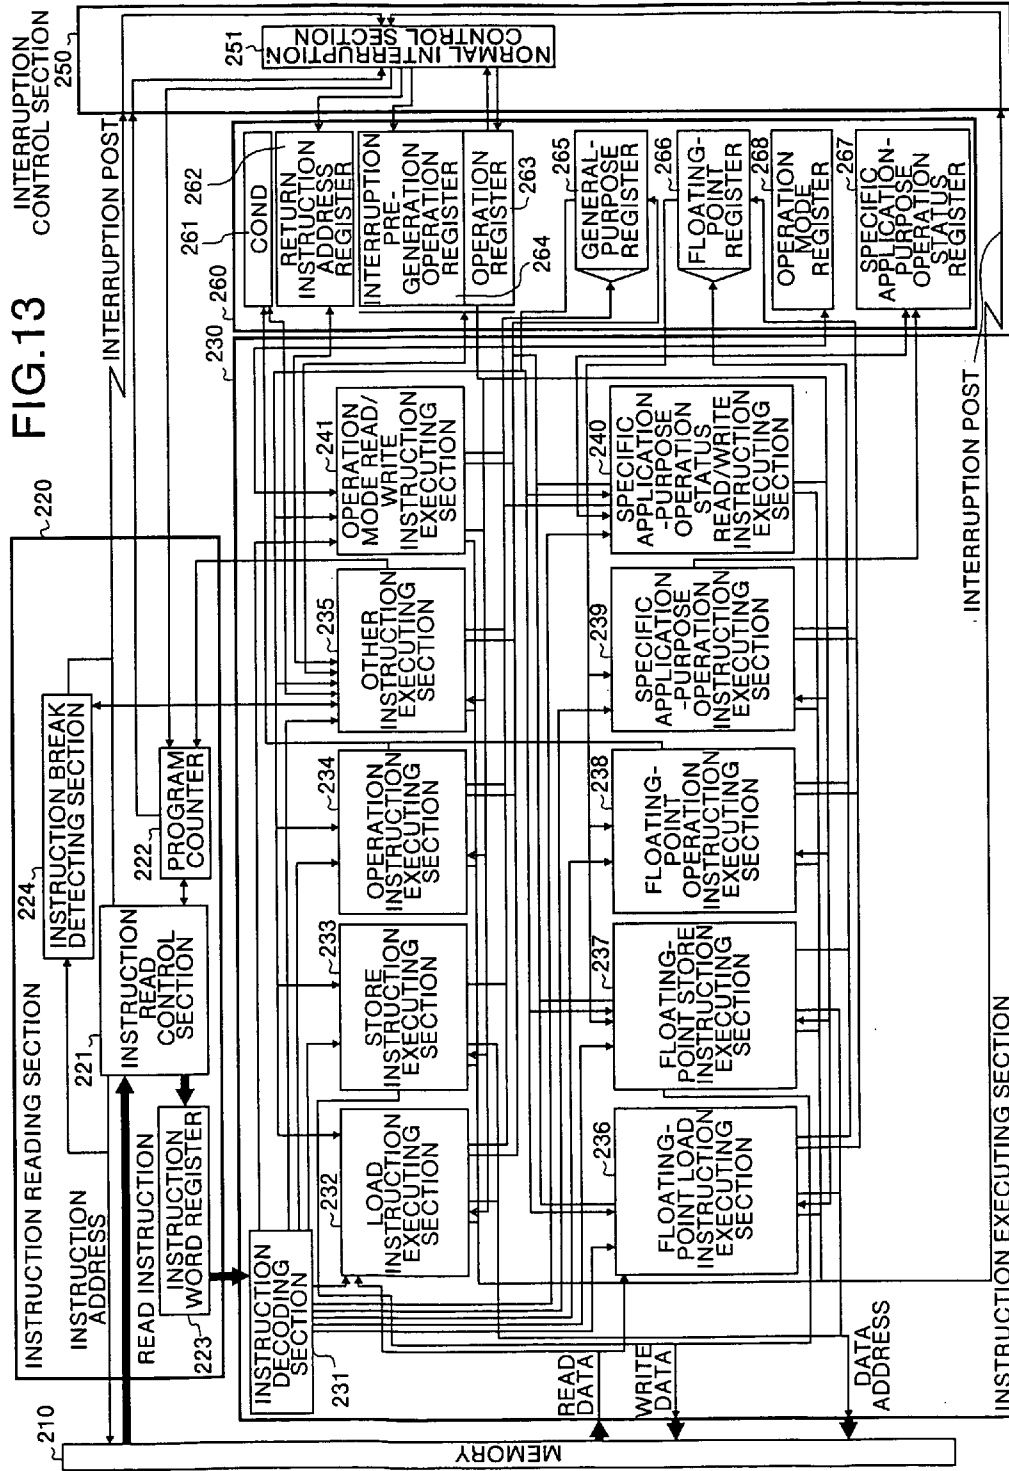 FIG.13
INTERRUPTION
CONTROL SECTION
250
220
INSTRUCTION READING SECTION
INTERRUPTION POST
224
INSTRUCTION BREAK
DETECTING SECTION
INSTRUCTION
ADDRESS
221
INSTRUCTION
READ
CONTROL
SECTION
222
PROGRAM
COUNTER
READ INSTRUCTION
INSTRUCTION
WORD REGISTER
223
251
NORMAL INTERRUPTION
CONTROL SECTION
210
MEMORY
230
260
INSTRUCTION
DECODING
SECTION
231
232
LOAD
INSTRUCTION
EXECUTING
SECTION
233
STORE
INSTRUCTION
EXECUTING
SECTION
234
OPERATION
INSTRUCTION
EXECUTING
SECTION
235
OTHER
INSTRUCTION
EXECUTING
SECTION
241
OPERATION
MODE READ/
WRITE
INSTRUCTION
EXECUTING
SECTION
261
COND
262
RETURN
INSTRUCTION
ADDRESS
REGISTER
INTERRUPTION
PRE-
GENERATION
OPERATION
REGISTER
OPERATION
REGISTER
263
264
265
GENERAL-
PURPOSE
REGISTER
266
FLOATING-
POINT
REGISTER
268
OPERATION
MODE
REGISTER
267
SPECIFIC
APPLICATION-
PURPOSE
OPERATION
STATUS
REGISTER
236
FLOATING-
POINT LOAD
INSTRUCTION
EXECUTING
SECTION
237
FLOATING-
POINT STORE
INSTRUCTION
EXECUTING
SECTION
238
FLOATING-
POINT
OPERATION
INSTRUCTION
EXECUTING
SECTION
239
SPECIFIC
APPLICATION
-PURPOSE
OPERATION
INSTRUCTION
EXECUTING
SECTION
240
SPECIFIC
APPLICATION
-PURPOSE
OPERATION
STATUS
READ/WRITE
INSTRUCTION
EXECUTING
SECTION
READ
DATA
WRITE
DATA
DATA
ADDRESS
INTERRUPTION POST
INSTRUCTION EXECUTING SECTION